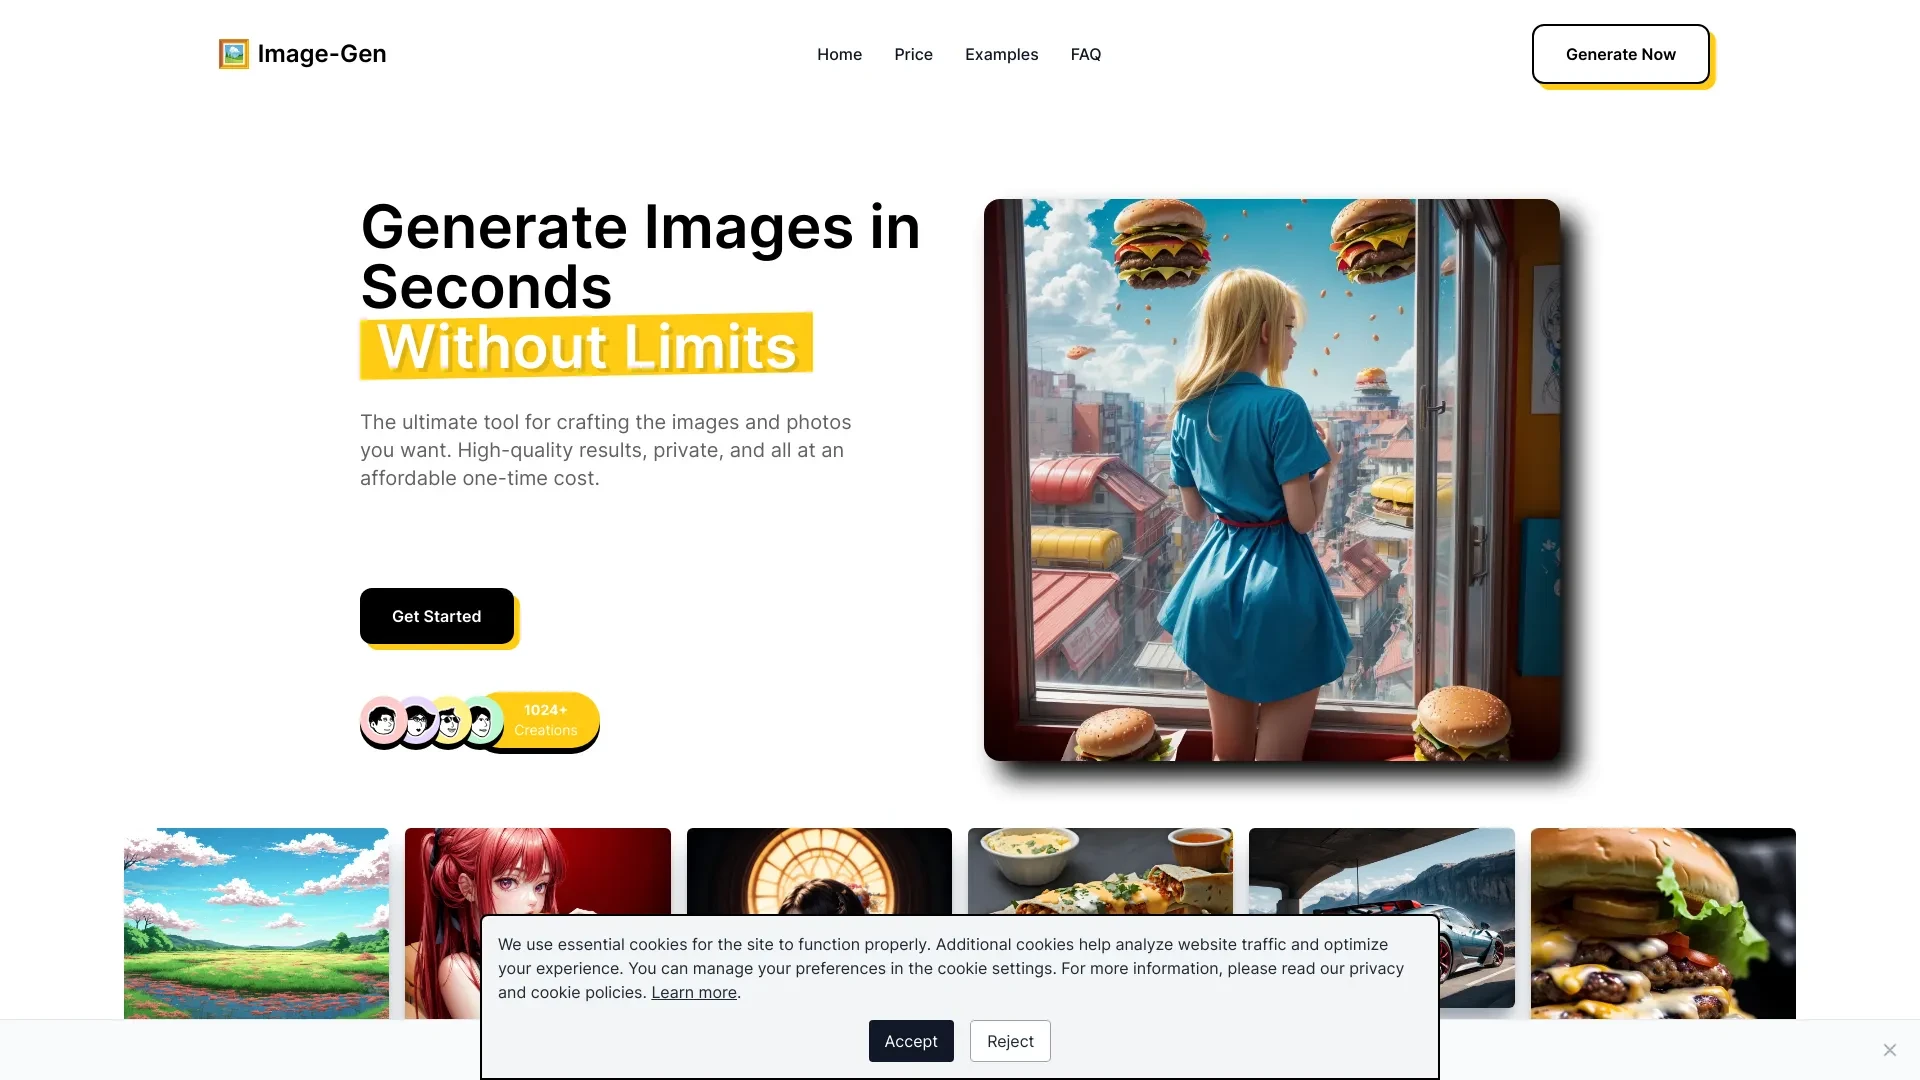 Image-Gen
Home
Price
Examples
FAQ
Generate Now
Generate Images in
Seconds
Without Limits
The ultimate tool for crafting the images and photos
you want. High-quality results, private, and all at an
affordable one-time cost.
Get Started
1024+
Creations
We use essential cookies for the site to function properly. Additional cookies help analyze website traffic and optimize
your experience. You can manage your preferences in the cookie settings. For more information, please read our privacy
and cookie policies. Learn more.
Accept
Reject